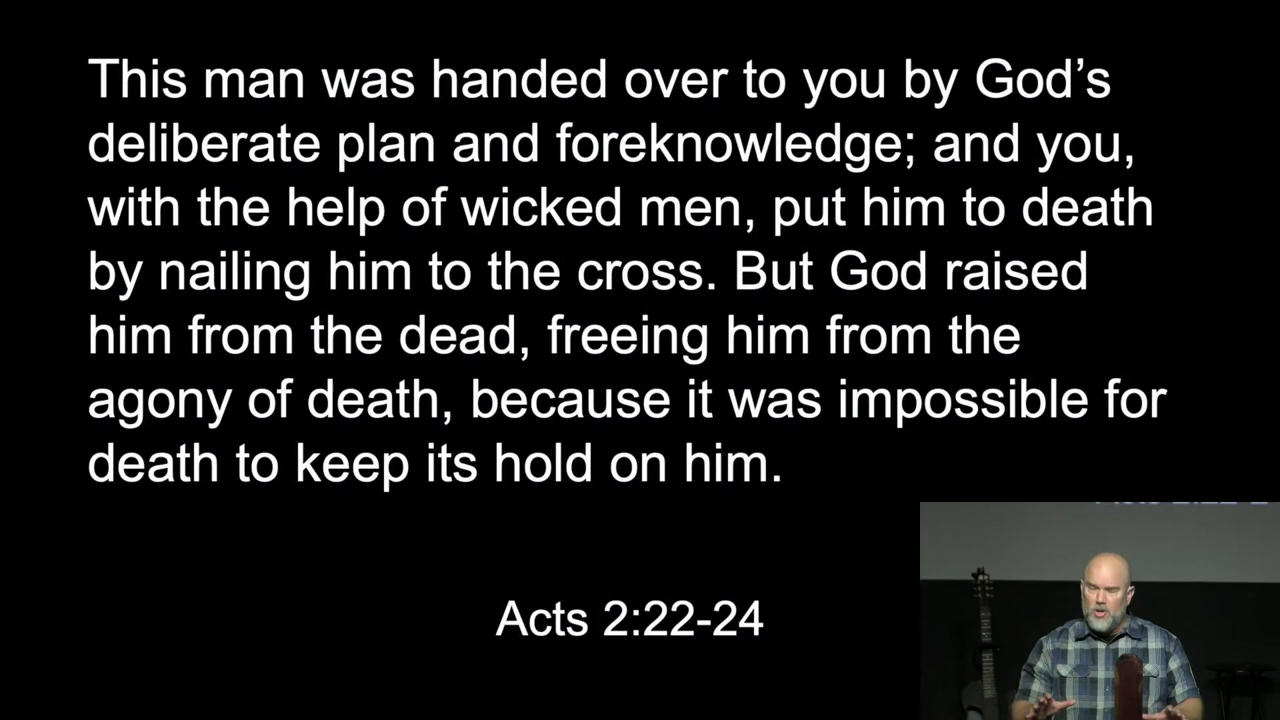 This man was handed over to you by God’s
deliberate plan and foreknowledge; and you,
with the help of wicked men, put him to death
by nailing him to the cross. But God raised
him from the dead, freeing him from the
agony of death, because it was impossible for
death to keep its hold on him.
Acts 2:22-24